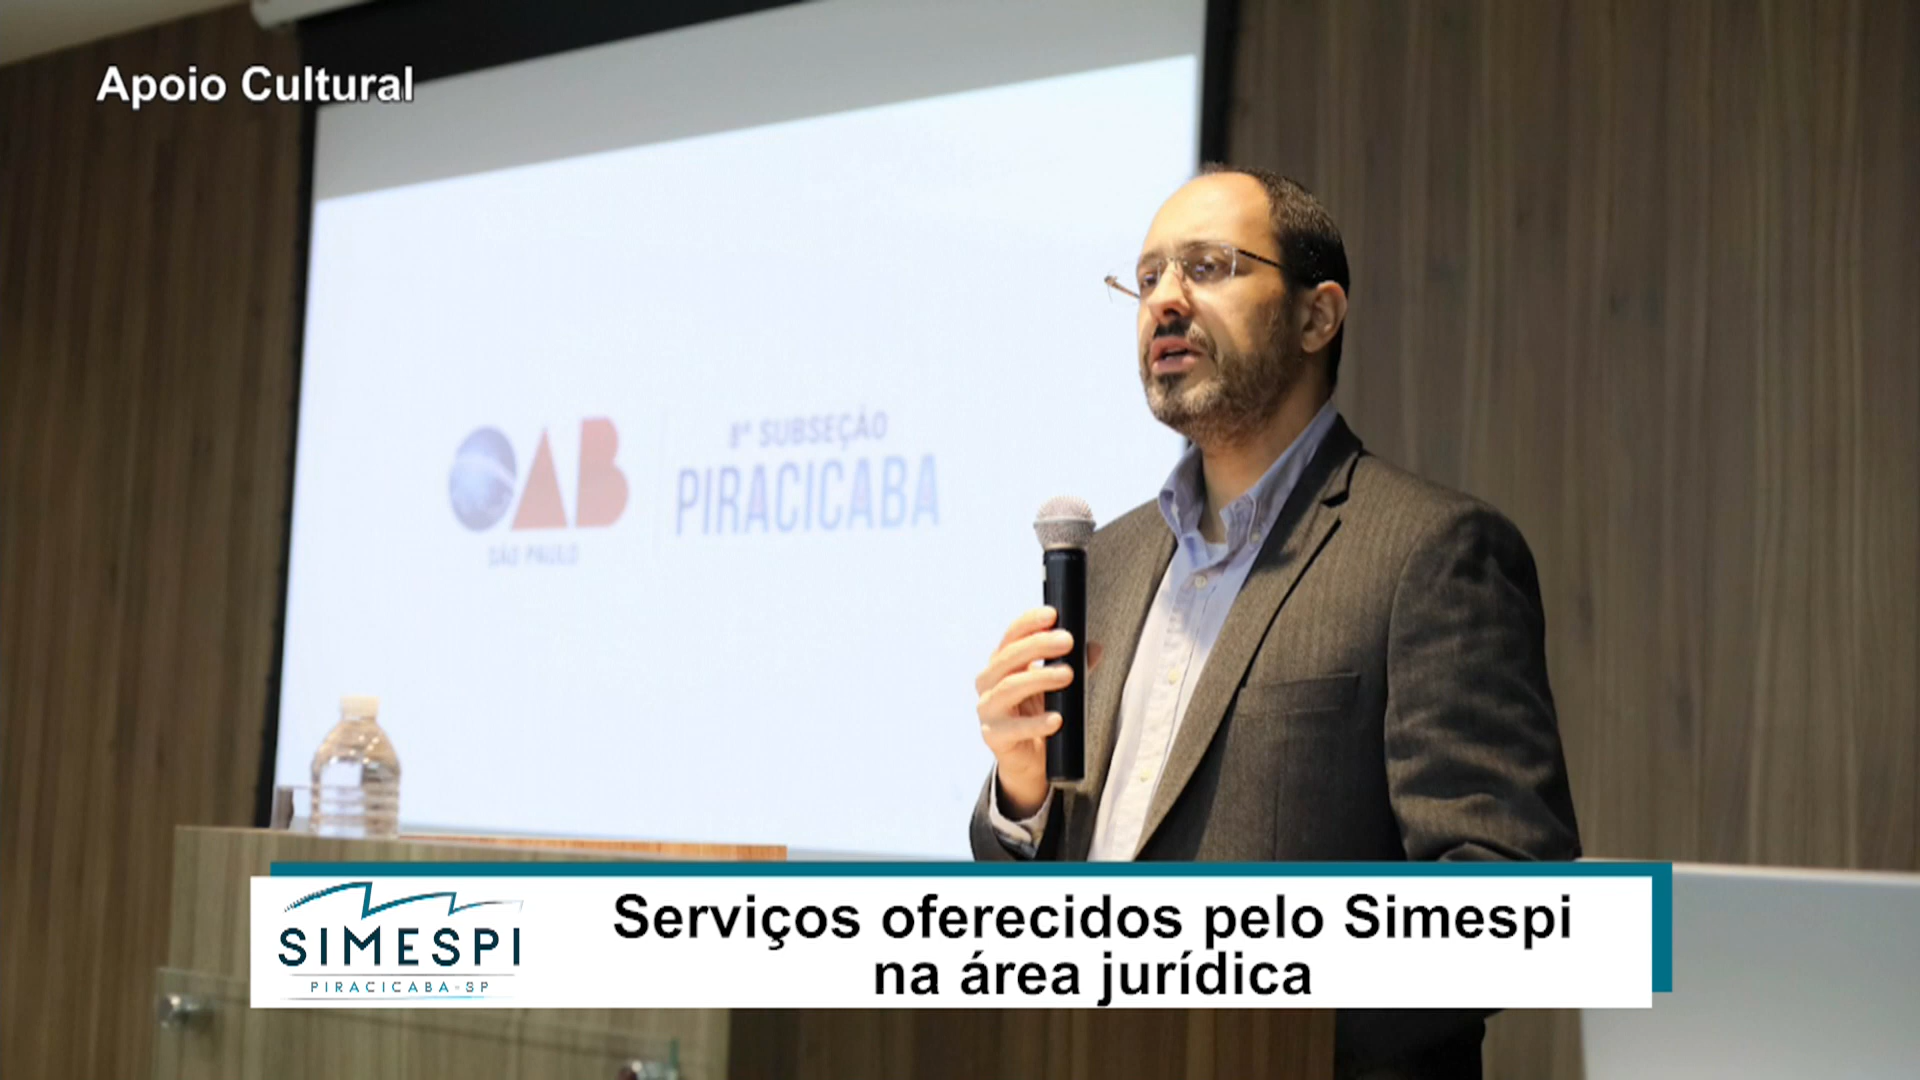 Apoio Cultural
OAB
SÃO PAULO
8ª SUBSEÇÃO
PIRACICABA
SIMESPI
PIRACICABA-SP
Serviços oferecidos pelo Simespi
na área jurídica